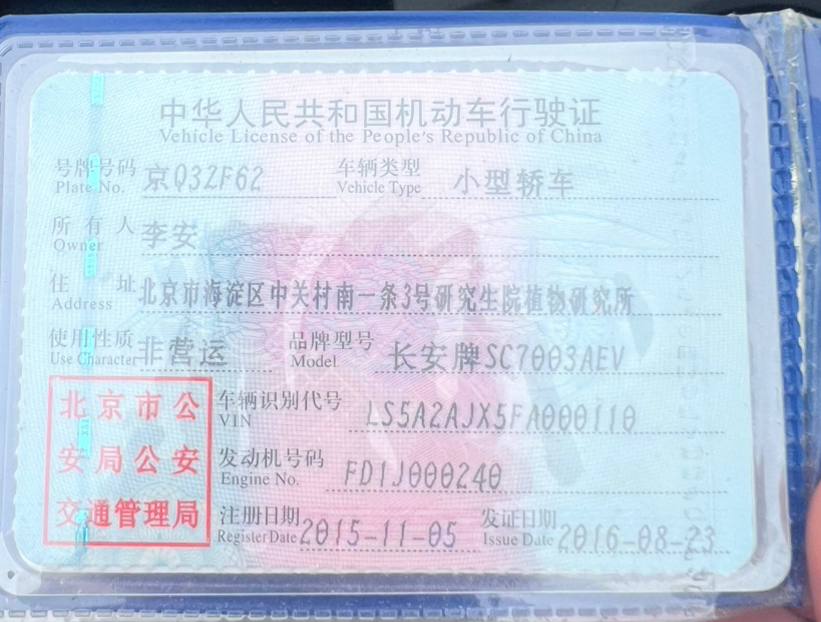 中华人民共和国机动车行驶证
Vehicle License of the People's Republic of China
号牌号码 京Q3ZF62 车辆类型 小型轿车
Plate No. Vehicle Type
所有人 李安
Owner
住址 北京市海淀区中关村南一条3号研究生院植物研究所
Address
使用性质 非营运 品牌型号 长安牌SC7003AEV
Use Character Model
北京市公安局公安交通管理局
车辆识别代号 LS5A2AJX5FA000110
VIN
发动机号码 FD1J000240
Engine No.
注册日期 2015-11-05 发证日期 2016-08-23
Register Date Issue Date